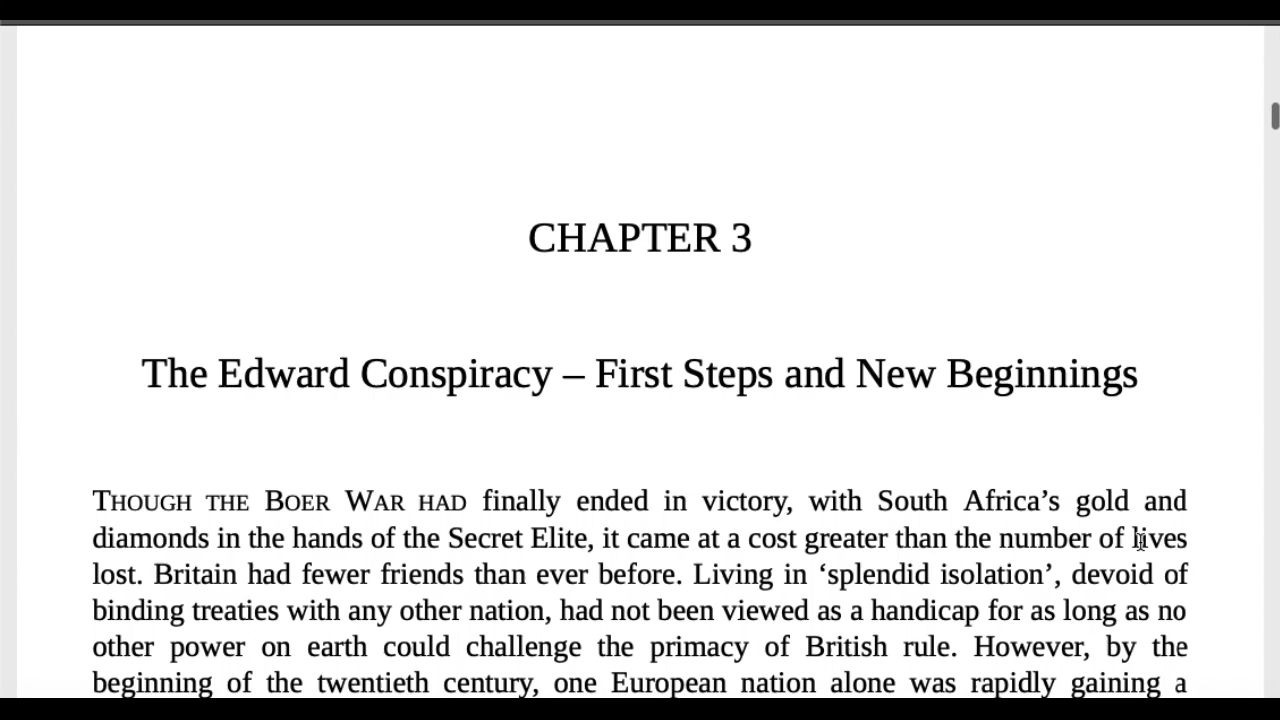 CHAPTER 3
The Edward Conspiracy – First Steps and New Beginnings
THOUGH THE BOER WAR HAD finally ended in victory, with South Africa’s gold and
diamonds in the hands of the Secret Elite, it came at a cost greater than the number of lives
lost. Britain had fewer friends than ever before. Living in ‘splendid isolation’, devoid of
binding treaties with any other nation, had not been viewed as a handicap for as long as no
other power on earth could challenge the primacy of British rule. However, by the
beginning of the twentieth century, one European nation alone was rapidly gaining a